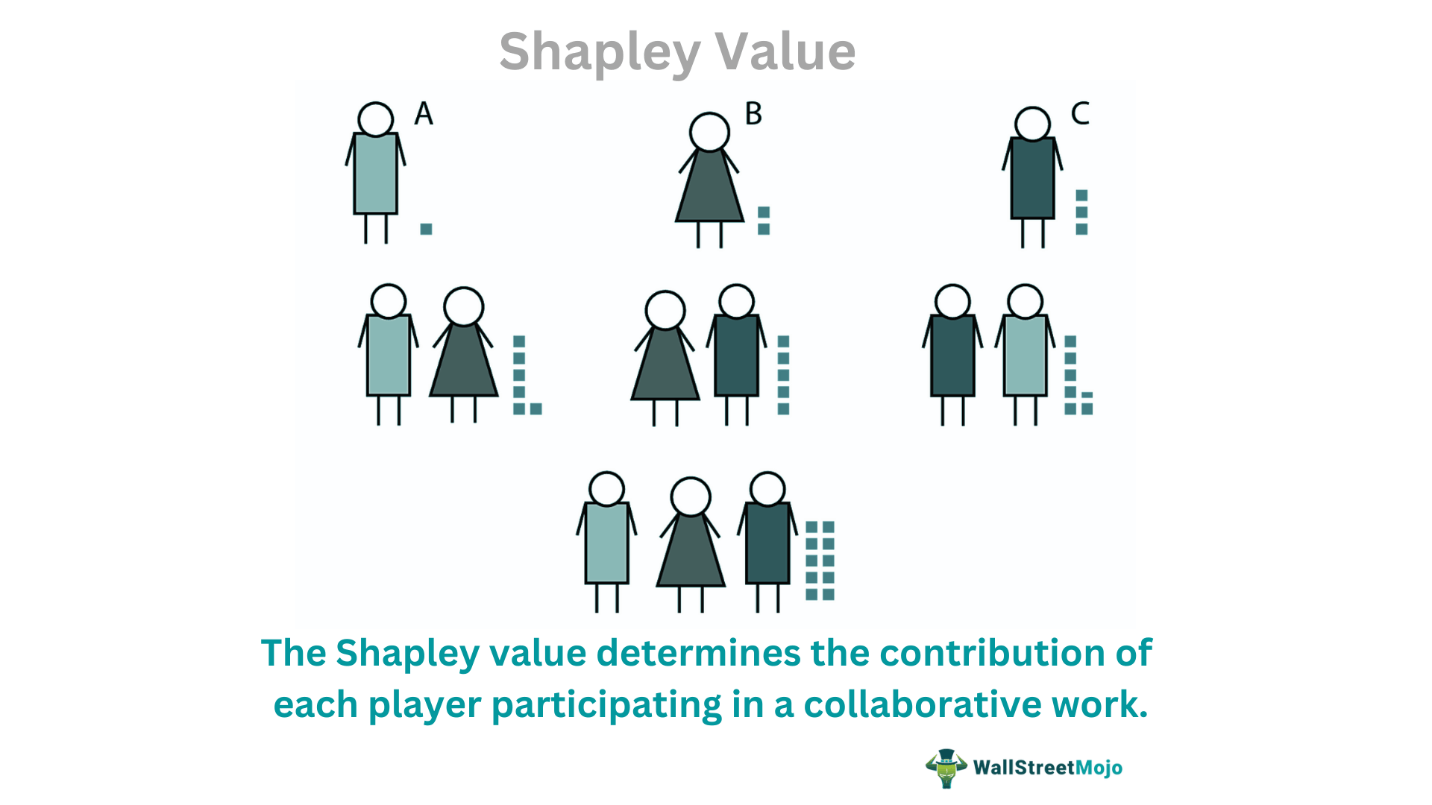 Shapley Value
A
B
C
The Shapley value determines the contribution of
each player participating in a collaborative work.
WallStreetMojo